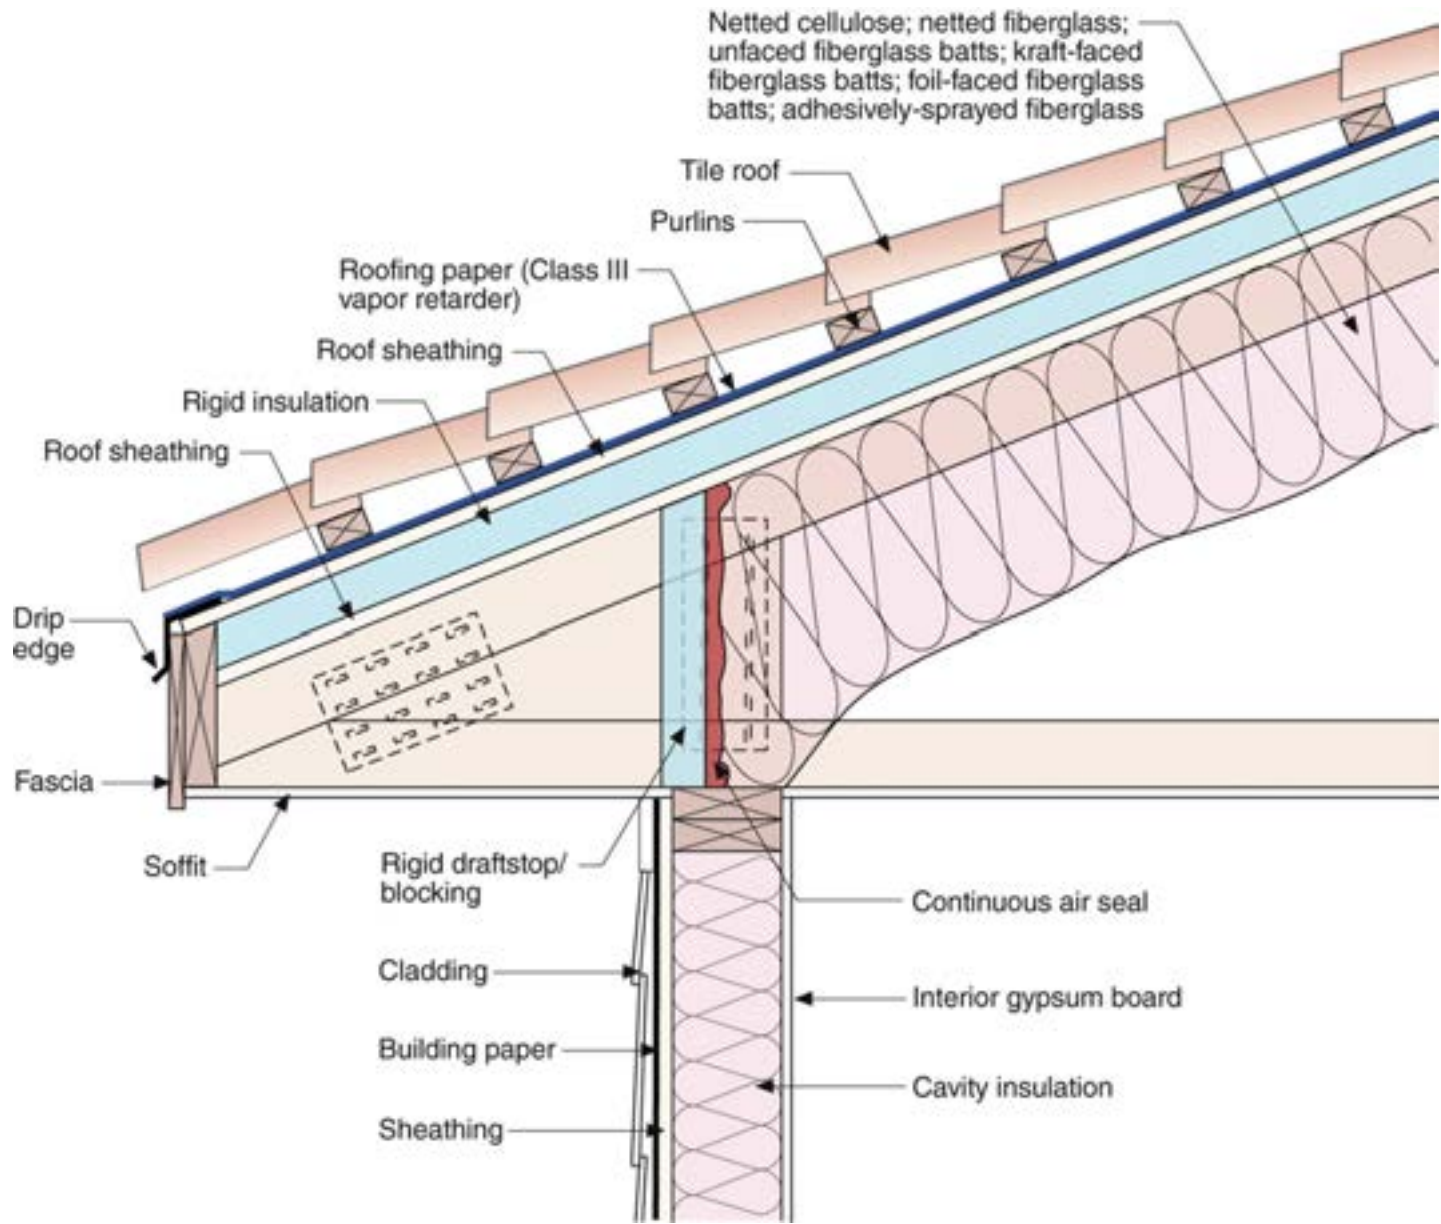 Netted cellulose; netted fiberglass;
unfaced fiberglass batts; kraft-faced
fiberglass batts; foil-faced fiberglass
batts; adhesively-sprayed fiberglass
Tile roof
Purlins
Roofing paper (Class III
vapor retarder)
Roof sheathing
Rigid insulation
Roof sheathing
Drip
edge
Fascia
Soffit
Rigid draftstop/
blocking
Continuous air seal
Cladding
Interior gypsum board
Building paper
Cavity insulation
Sheathing